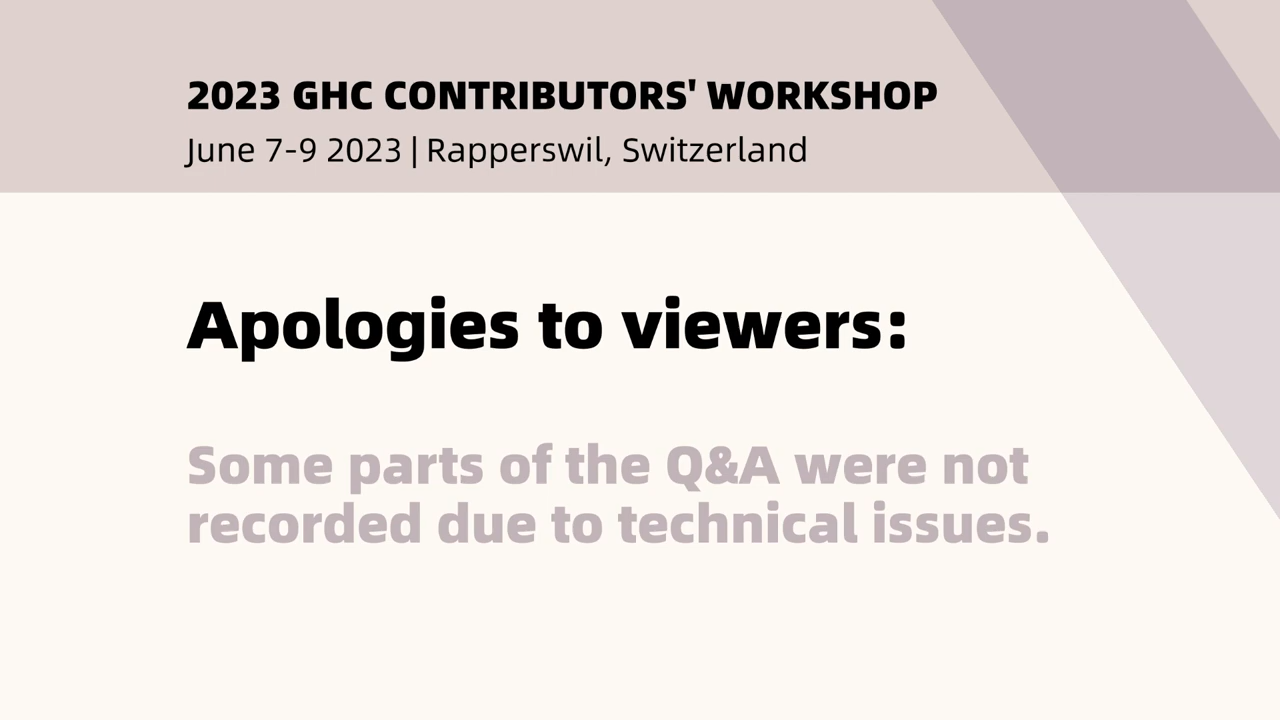 2023 GHC CONTRIBUTORS' WORKSHOP
June 7-9 2023 | Rapperswil, Switzerland
Apologies to viewers:
Some parts of the Q&A were not
recorded due to technical issues.